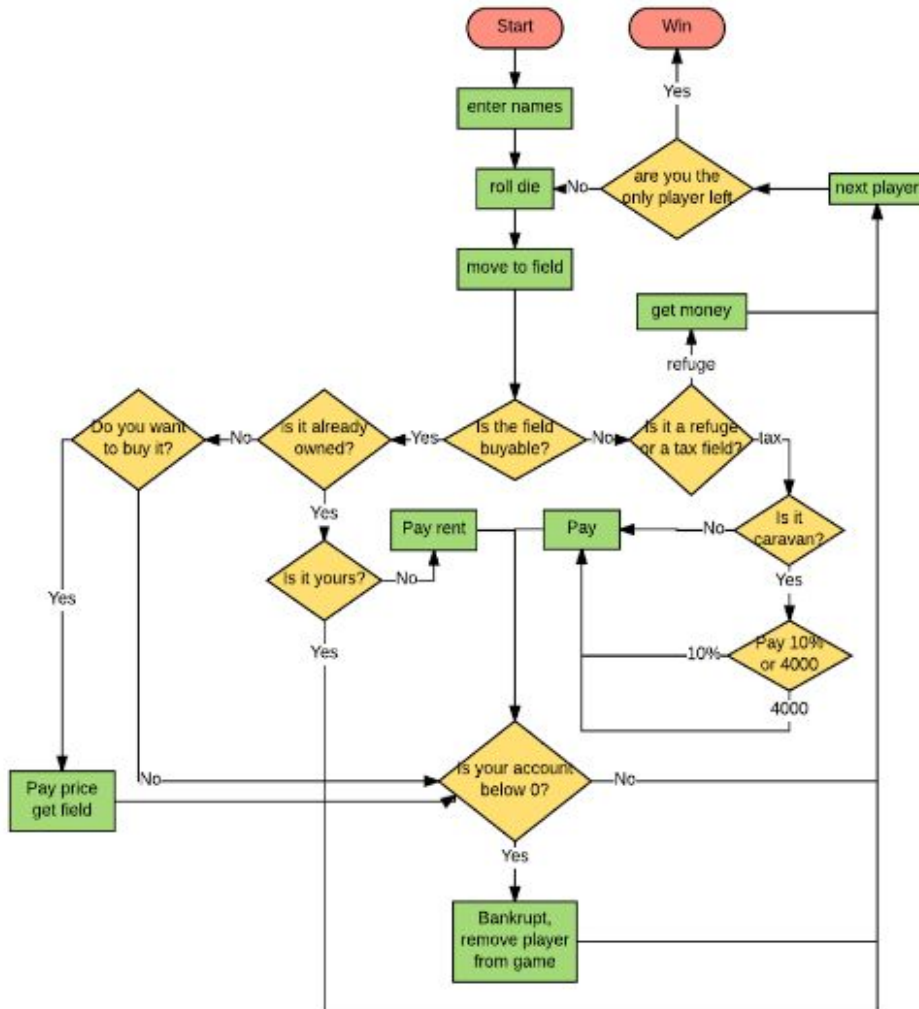 Start
Win
Yes
enter names
are you the
only player left
No
roll die
next player
move to field
get money
refuge
Do you want
to buy it?
No
Is it already
owned?
Yes
Is the field
buyable?
No
Is it a refuge
or a tax field?
tax
Yes
Pay rent
Pay
No
Is it
caravan?
Is it yours?
No
Yes
Yes
Yes
10%
Pay 10%
or 4000
4000
Is your account
below 0?
No
No
Pay price
get field
Yes
Bankrupt,
remove player
from game